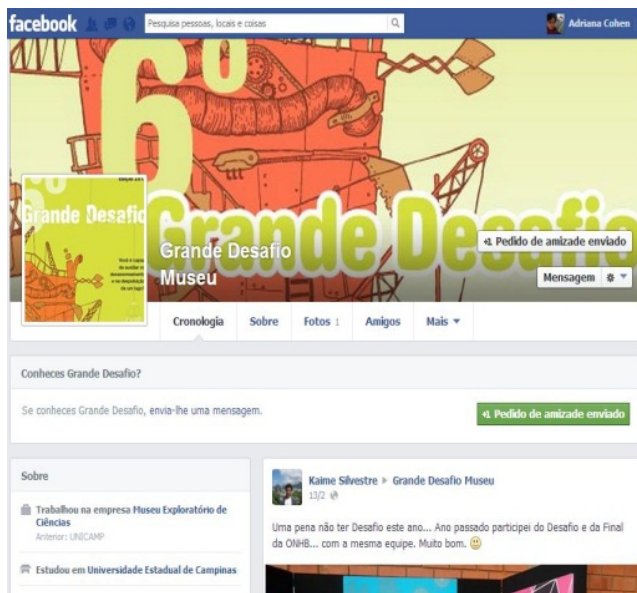 facebook
Pesquisa pessoas, locais e coisas
Adriana Cohen
6º
Grande Desafio
Grande Desafio
Grande Desafio
Museu
+1 Pedido de amizade enviado
Mensagem
Cronologia
Sobre
Fotos 1
Amigos
Mais
Conheces Grande Desafio?
Se conheces Grande Desafio, envia-lhe uma mensagem.
+1 Pedido de amizade enviado
Sobre
Trabalhou na empresa Museu Exploratório de
Ciências
Anterior: UNICAMP
Estudou em Universidade Estadual de Campinas
Kaime Silvestre ▸ Grande Desafio Museu
13/2
Uma pena não ter Desafio este ano... Ano passado participei do Desafio e da Final
da ONHB... com a mesma equipe. Muito bom.